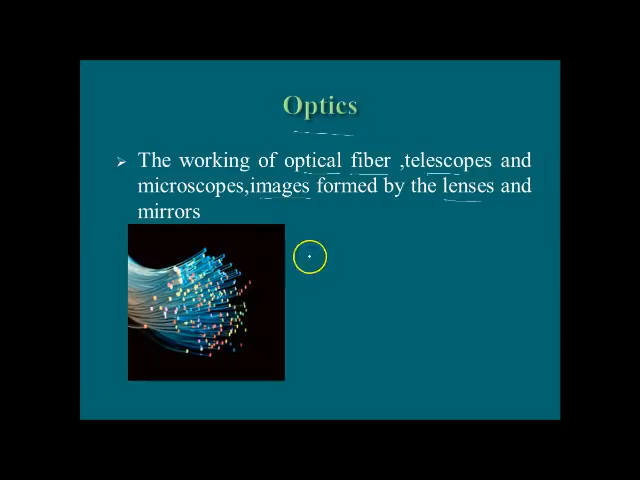 Optics
The working of optical fiber ,telescopes and
microscopes,images formed by the lenses and
mirrors